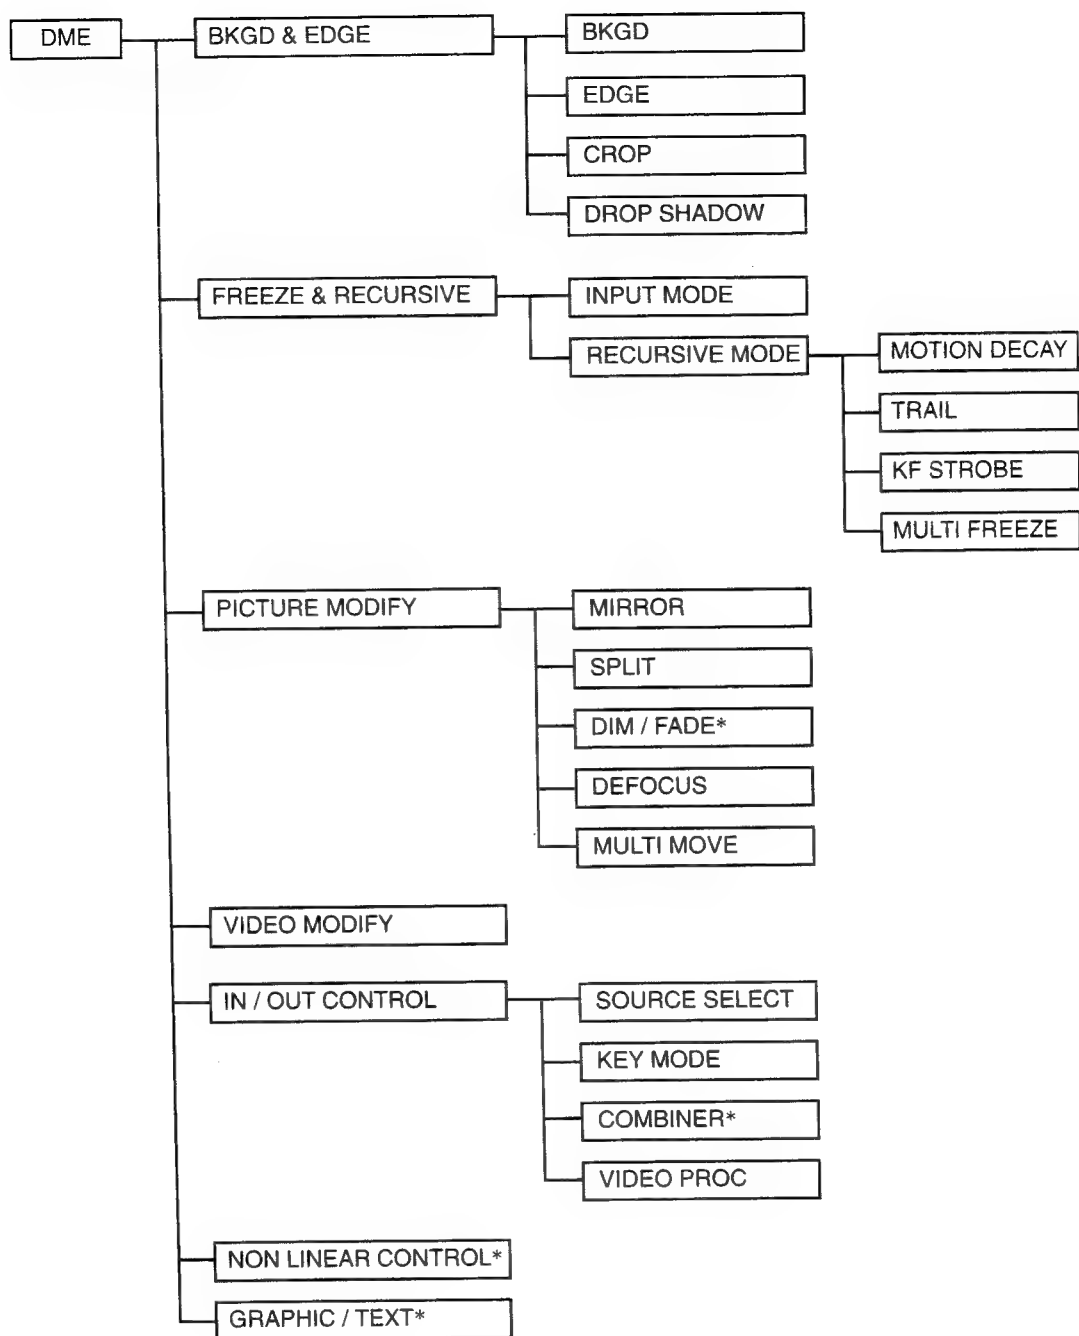 DME
BKGD & EDGE
BKGD
EDGE
CROP
DROP SHADOW
FREEZE & RECURSIVE
INPUT MODE
RECURSIVE MODE
MOTION DECAY
TRAIL
KF STROBE
MULTI FREEZE
PICTURE MODIFY
MIRROR
SPLIT
DIM / FADE*
DEFOCUS
MULTI MOVE
VIDEO MODIFY
IN / OUT CONTROL
SOURCE SELECT
KEY MODE
COMBINER*
VIDEO PROC
NON LINEAR CONTROL*
GRAPHIC / TEXT*